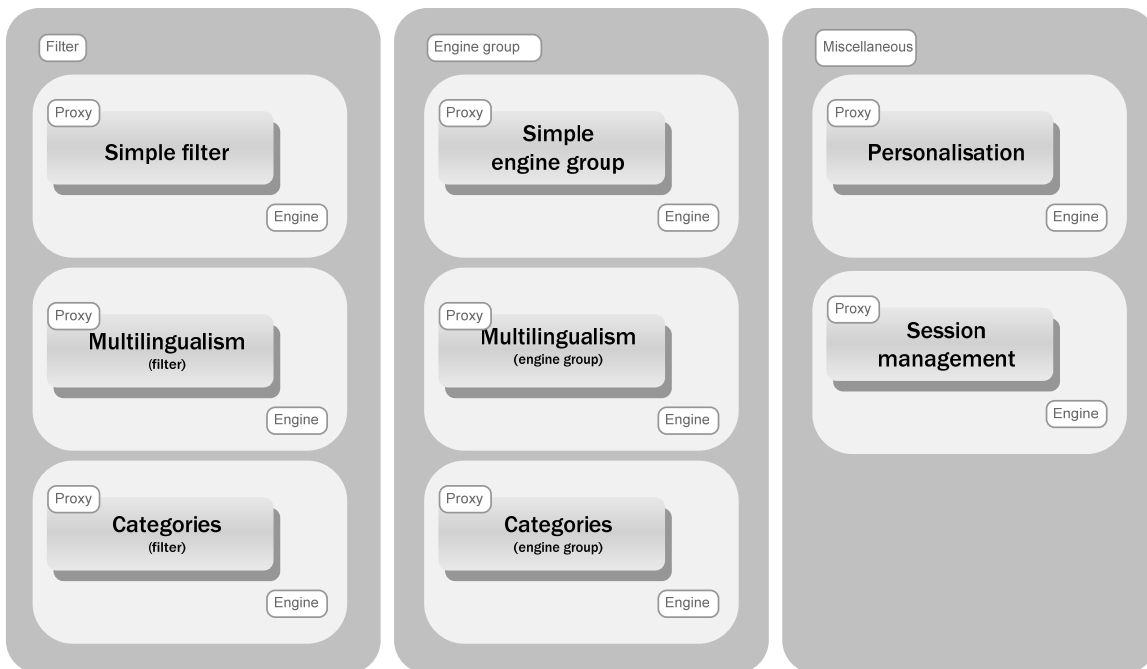 Filter
Proxy
Simple filter
Engine
Proxy
Multilingualism
(filter)
Engine
Proxy
Categories
(filter)
Engine
Engine group
Proxy
Simple
engine group
Engine
Proxy
Multilingualism
(engine group)
Engine
Proxy
Categories
(engine group)
Engine
Miscellaneous
Proxy
Personalisation
Engine
Proxy
Session
management
Engine